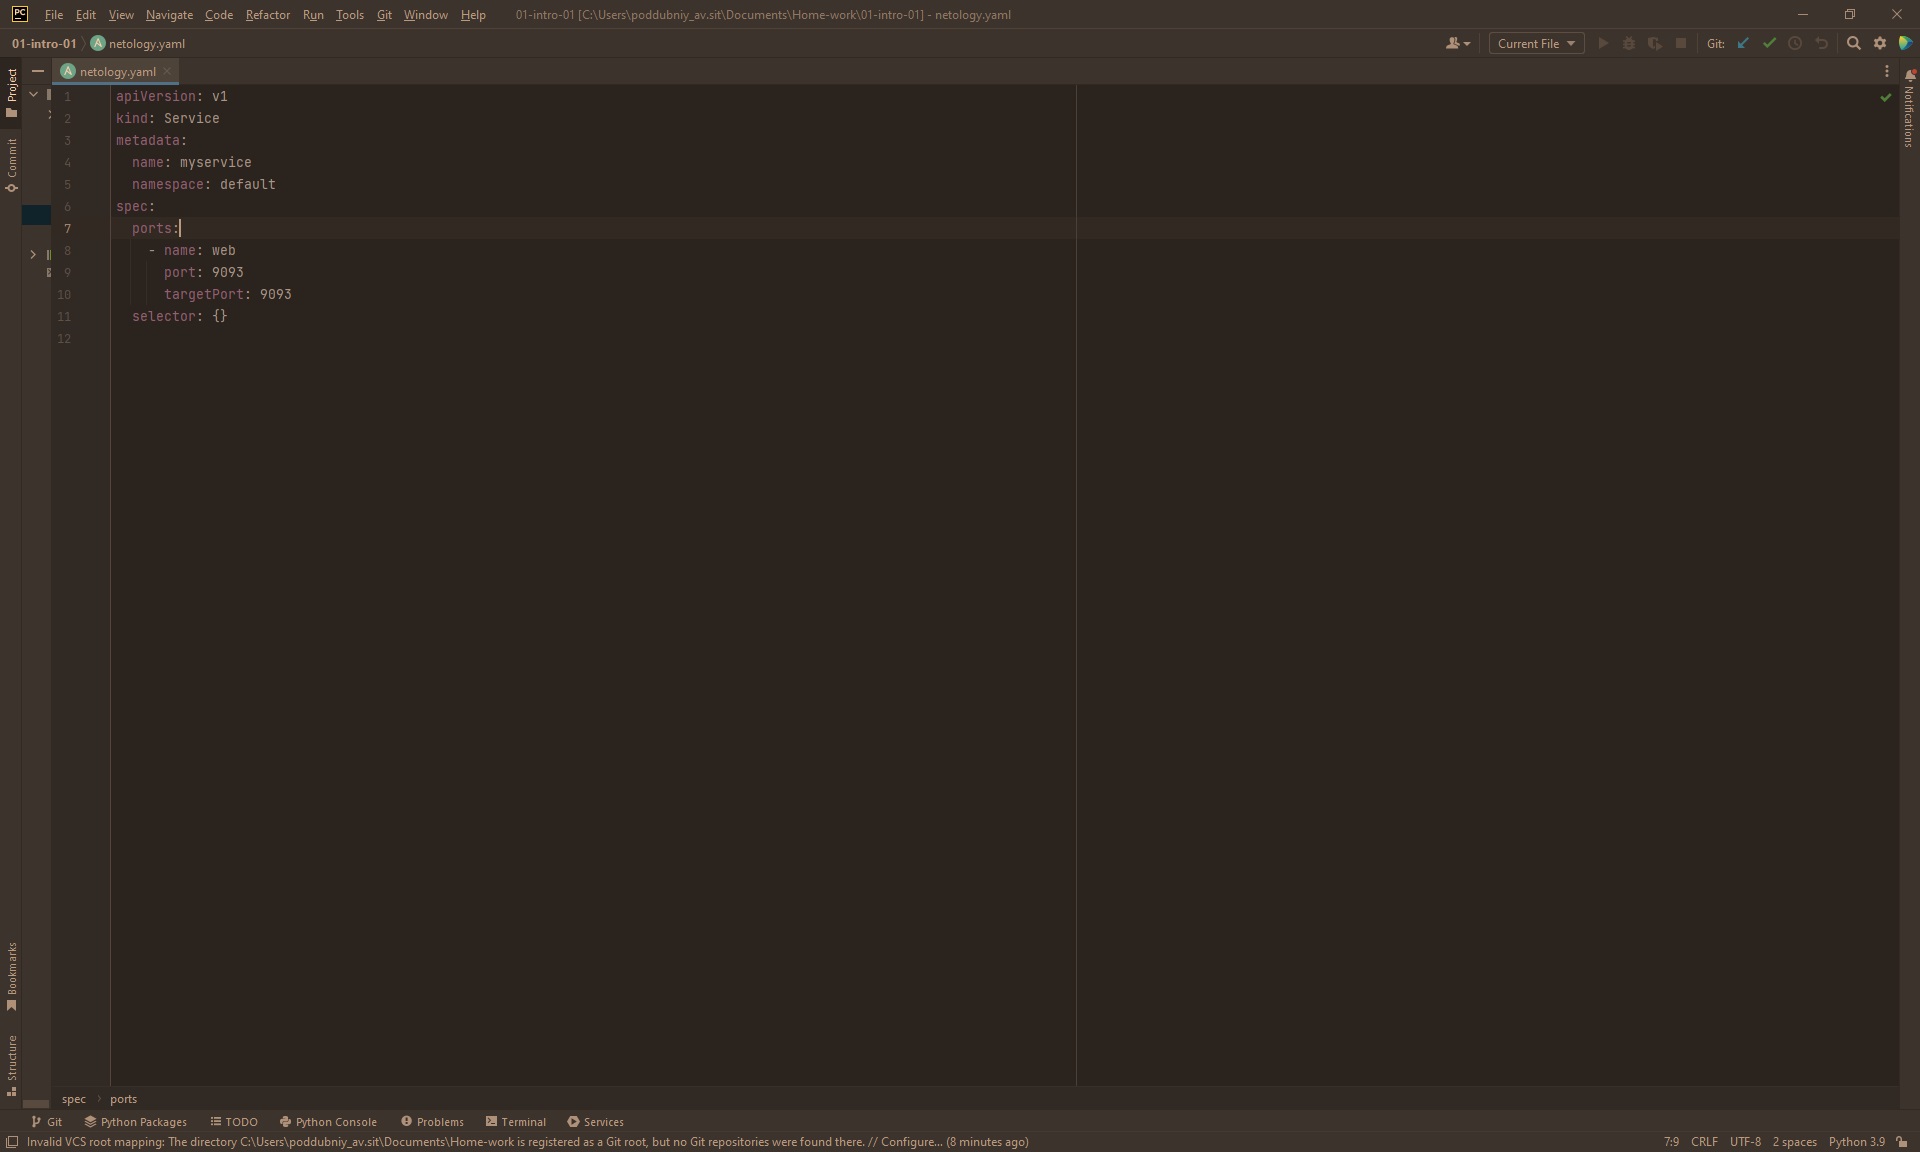 PC File Edit View Navigate Code Refactor Run Tools Git Window Help 01-intro-01 [C:\Users\poddubniy_av.sit\Documents\Home-work\01-intro-01] - netology.yaml
01-intro-01 A netology.yaml Current File Git:
Project
A netology.yaml
Commit
Notifications
1 apiVersion: v1
2 kind: Service
3 metadata:
4   name: myservice
5   namespace: default
6 spec:
7   ports:
8     - name: web
9       port: 9093
10       targetPort: 9093
11   selector: {}
12
Bookmarks
Structure
spec ports
Git Python Packages TODO Python Console Problems Terminal Services
Invalid VCS root mapping: The directory C:\Users\poddubniy_av.sit\Documents\Home-work is registered as a Git root, but no Git repositories were found there. // Configure... (8 minutes ago) 7:9 CRLF UTF-8 2 spaces Python 3.9